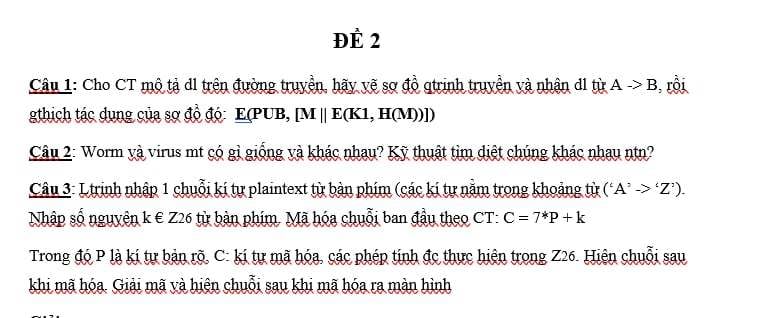 ĐỀ 2
Câu 1: Cho CT mô tả dl trên đường truyền, hãy vẽ sơ đồ qtrinh truyền và nhận dl từ A -> B, rồi
gthich tác dụng của sơ đồ đó: E(PUB, [M || E(K1, H(M))])
Câu 2: Worm và virus mt có gì giống và khác nhau? Kỹ thuật tìm diệt chúng khác nhau ntn?
Câu 3: Ltrinh nhập 1 chuỗi kí tự plaintext từ bàn phím (các kí tự nằm trong khoảng từ (‘A’ -> ‘Z’).
Nhập số nguyên k € Z26 từ bàn phím. Mã hóa chuỗi ban đầu theo CT: C = 7*P + k
Trong đó P là kí tự bản rõ, C: kí tự mã hóa, các phép tính đc thực hiện trong Z26. Hiện chuỗi sau
khi mã hóa. Giải mã và hiện chuỗi sau khi mã hóa ra màn hình